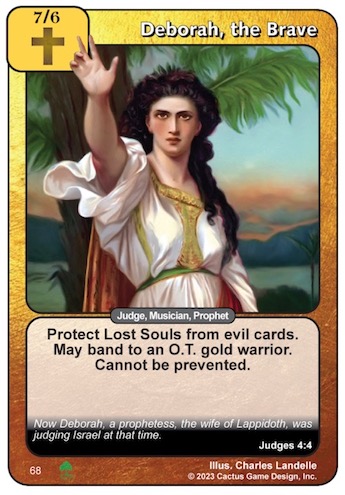 7/6
Deborah, the Brave
Judge, Musician, Prophet
Protect Lost Souls from evil cards.
May band to an O.T. gold warrior.
Cannot be prevented.
Now Deborah, a prophetess, the wife of Lappidoth, was
judging Israel at that time.
Judges 4:4
68
Illus. Charles Landelle
© 2023 Cactus Game Design, Inc.